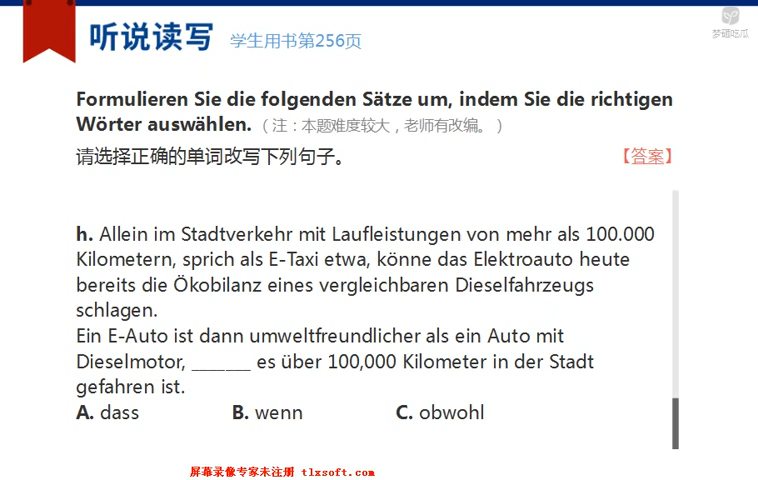 梦硒吃瓜
听说读写 学生用书第256页
Formulieren Sie die folgenden Sätze um, indem Sie die richtigen
Wörter auswählen. （注：本题难度较大，老师有改编。）
请选择正确的单词改写下列句子。 【答案】
h. Allein im Stadtverkehr mit Laufleistungen von mehr als 100.000
Kilometern, sprich als E-Taxi etwa, könne das Elektroauto heute
bereits die Ökobilanz eines vergleichbaren Dieselfahrzeugs
schlagen.
Ein E-Auto ist dann umweltfreundlicher als ein Auto mit
Dieselmotor, ______ es über 100,000 Kilometer in der Stadt
gefahren ist.
A. dass B. wenn C. obwohl
屏幕录像专家未注册 tlxsoft.com